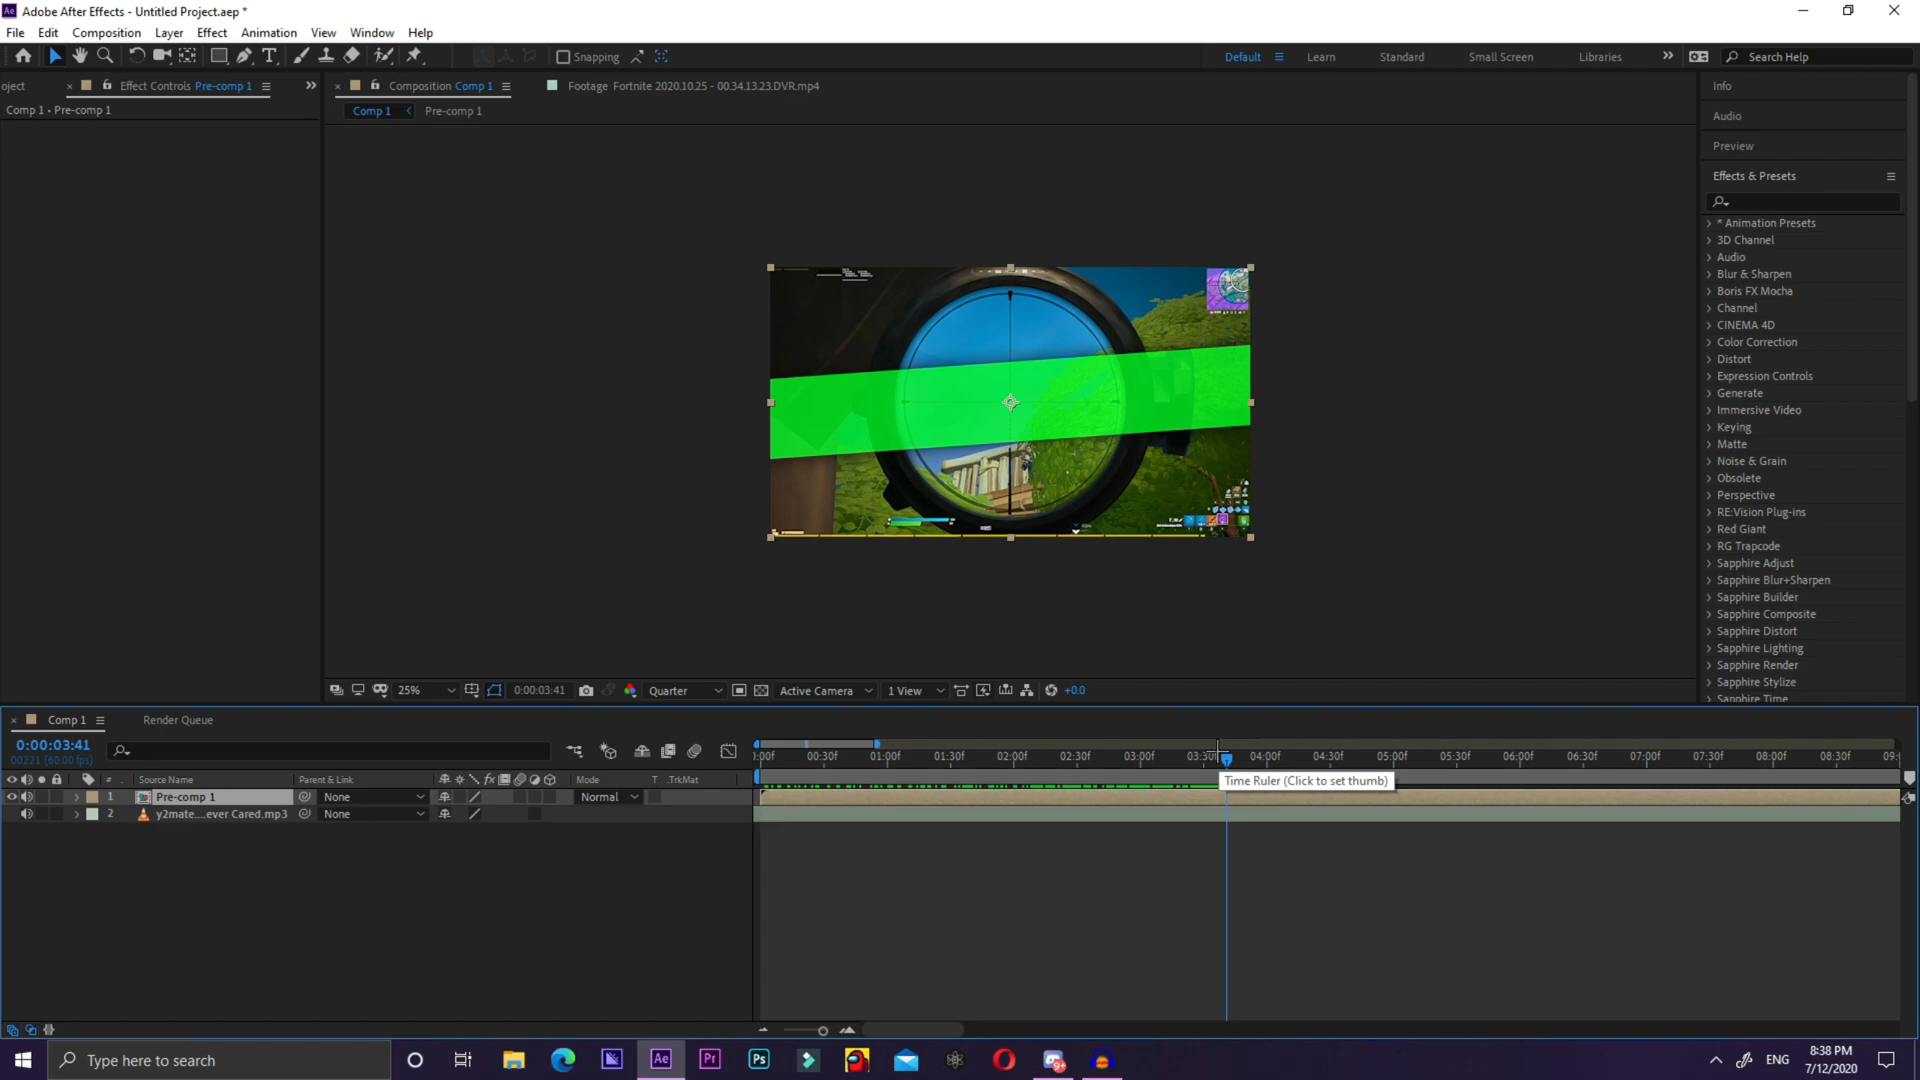 Adobe After Effects - Untitled Project.aep *
File Edit Composition Layer Effect Animation View Window Help
Snapping
Default Learn Standard Small Screen Libraries Search Help
oject Effect Controls Pre-comp 1 Composition Comp 1 Footage Fortnite 2020.10.25 - 00.34.13.23.DVR.mp4
Comp 1 • Pre-comp 1
Comp 1 Pre-comp 1
Info
Audio
Preview
Effects & Presets
* Animation Presets
3D Channel
Audio
Blur & Sharpen
Boris FX Mocha
Channel
CINEMA 4D
Color Correction
Distort
Expression Controls
Generate
Immersive Video
Keying
Matte
Noise & Grain
Obsolete
Perspective
RE:Vision Plug-ins
Red Giant
RG Trapcode
Sapphire Adjust
Sapphire Blur+Sharpen
Sapphire Builder
Sapphire Composite
Sapphire Distort
Sapphire Lighting
Sapphire Render
Sapphire Stylize
Sapphire Time
25% 0:00:03:41 Quarter Active Camera 1 View +0.0
Comp 1 Render Queue
0:00:03:41
00221 (60.00 fps)
:00f 00:30f 01:00f 01:30f 02:00f 02:30f 03:00f 03:30f 04:00f 04:30f 05:00f 05:30f 06:00f 06:30f 07:00f 07:30f 08:00f 08:30f 09:
# Source Name Parent & Link Mode T .TrkMat
Time Ruler (Click to set thumb)
1 Pre-comp 1 None Normal
2 y2mate....ever Cared.mp3 None
Type here to search
Ae Pr Ps
9+
ENG
8:38 PM
7/12/2020